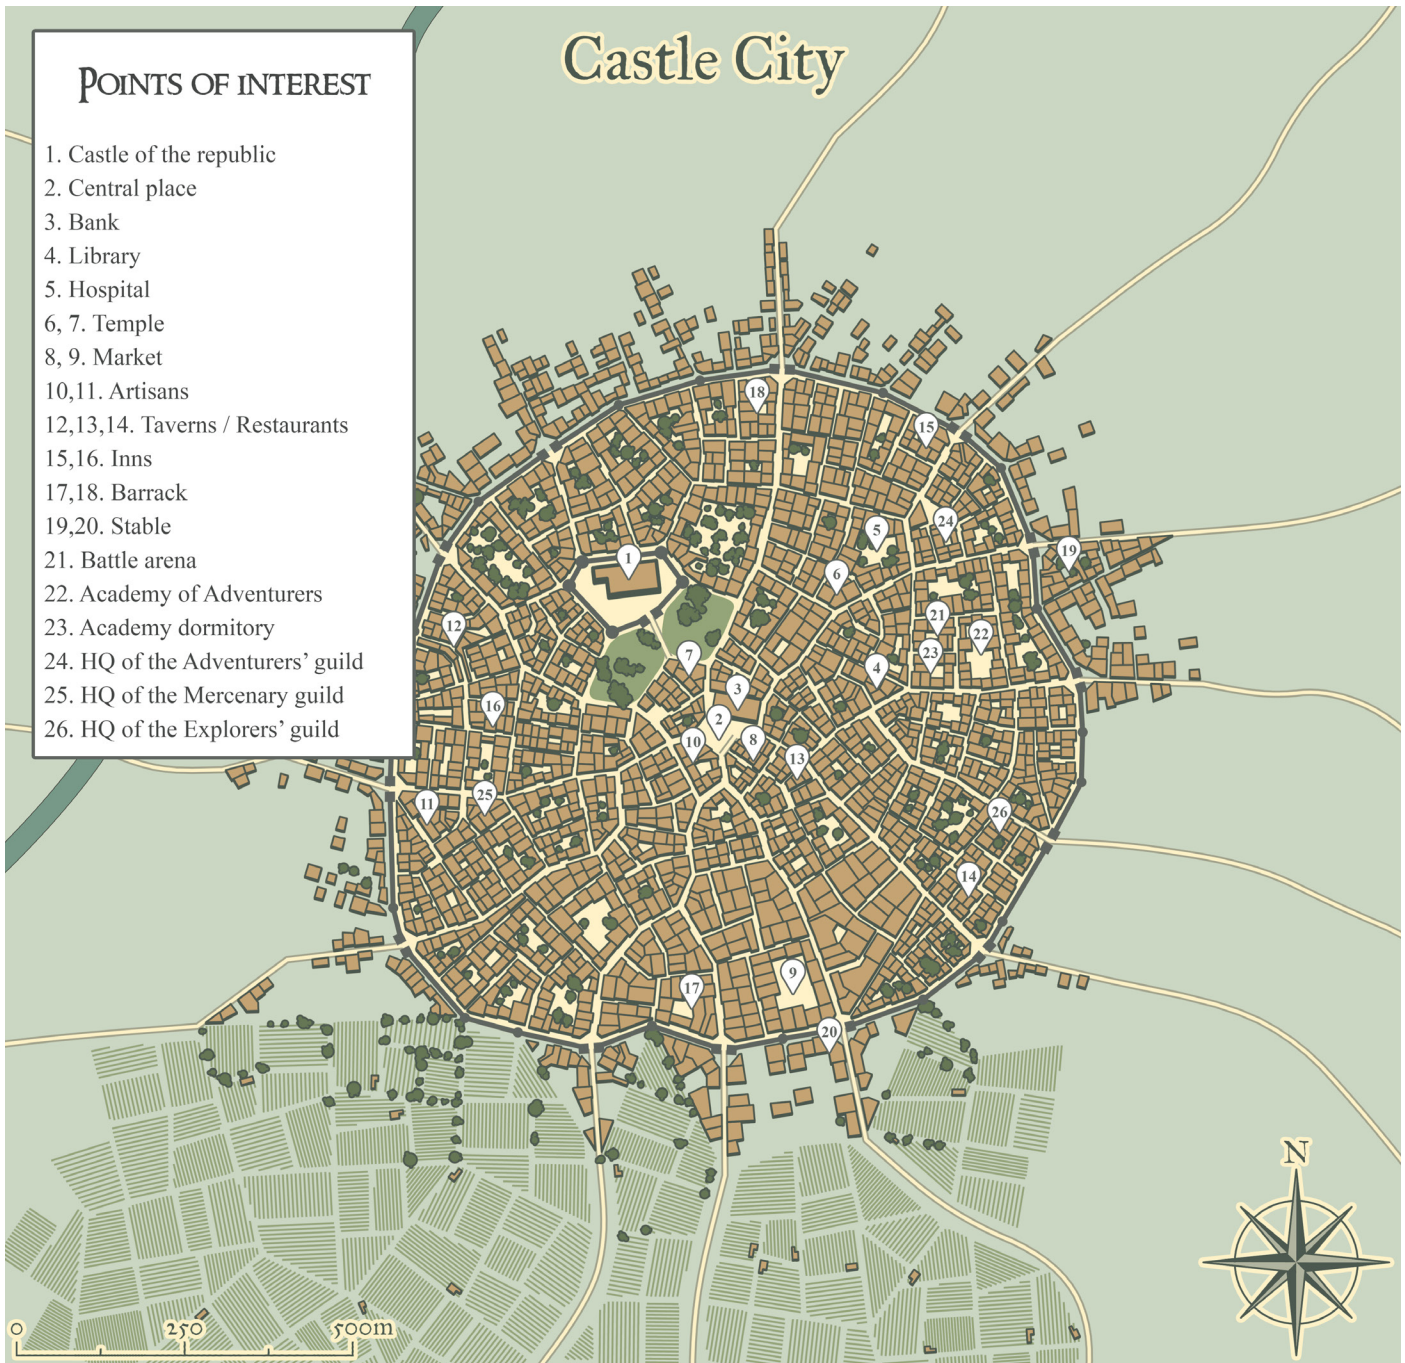 Castle City
POINTS OF INTEREST
1. Castle of the republic
2. Central place
3. Bank
4. Library
5. Hospital
6, 7. Temple
8, 9. Market
10,11. Artisans
12,13,14. Taverns / Restaurants
15,16. Inns
17,18. Barrack
19,20. Stable
21. Battle arena
22. Academy of Adventurers
23. Academy dormitory
24. HQ of the Adventurers’ guild
25. HQ of the Mercenary guild
26. HQ of the Explorers’ guild
18
15
24
5
19
1
6
21
12
22
23
7
4
3
16
2
10
8
13
25
11
26
14
9
17
20
N
0 250 500m